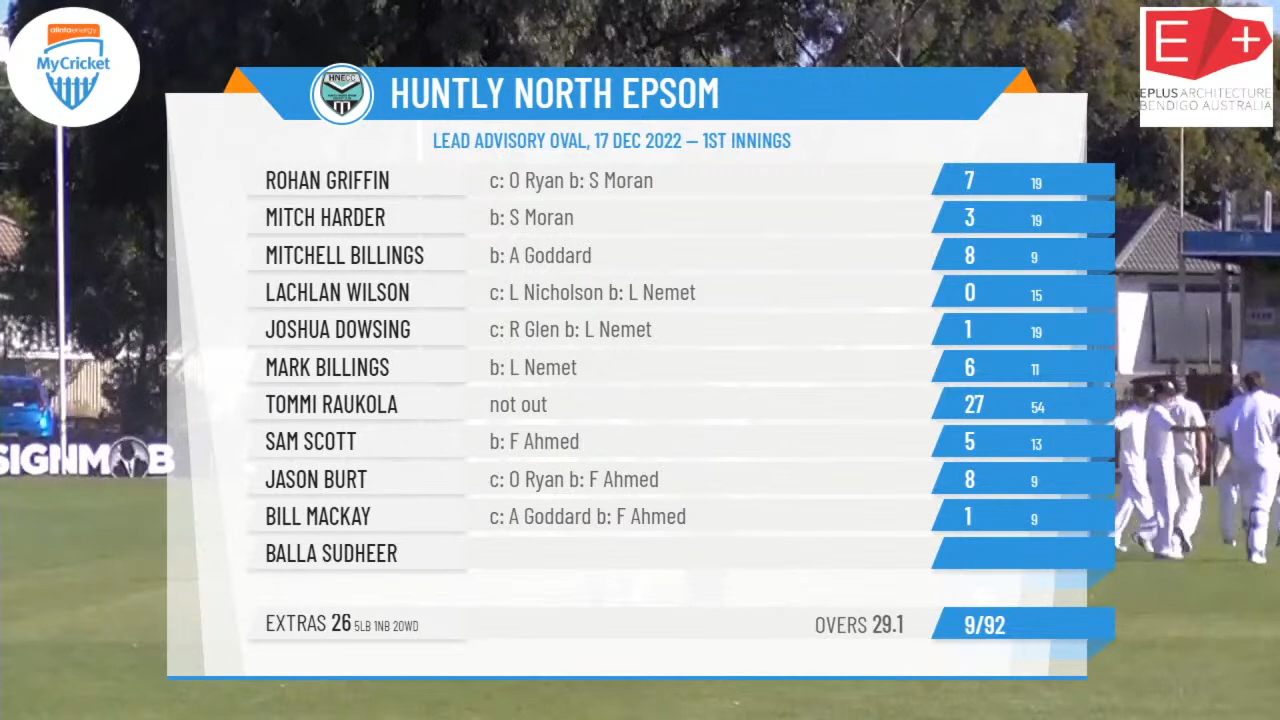 alintaenergy
MyCricket
HNECC
HUNTLY NORTH EPSOM
E+
EPLUS ARCHITECTURE
BENDIGO AUSTRALIA
LEAD ADVISORY OVAL, 17 DEC 2022 – 1ST INNINGS
ROHAN GRIFFIN c: O Ryan b: S Moran 7 19
MITCH HARDER b: S Moran 3 19
MITCHELL BILLINGS b: A Goddard 8 9
LACHLAN WILSON c: L Nicholson b: L Nemet 0 15
JOSHUA DOWSING c: R Glen b: L Nemet 1 19
MARK BILLINGS b: L Nemet 6 11
TOMMI RAUKOLA not out 27 54
SAM SCOTT b: F Ahmed 5 13
JASON BURT c: O Ryan b: F Ahmed 8 9
BILL MACKAY c: A Goddard b: F Ahmed 1 9
BALLA SUDHEER
EXTRAS 26 5LB 1NB 20WD OVERS 29.1 9/92
SIGNMOB